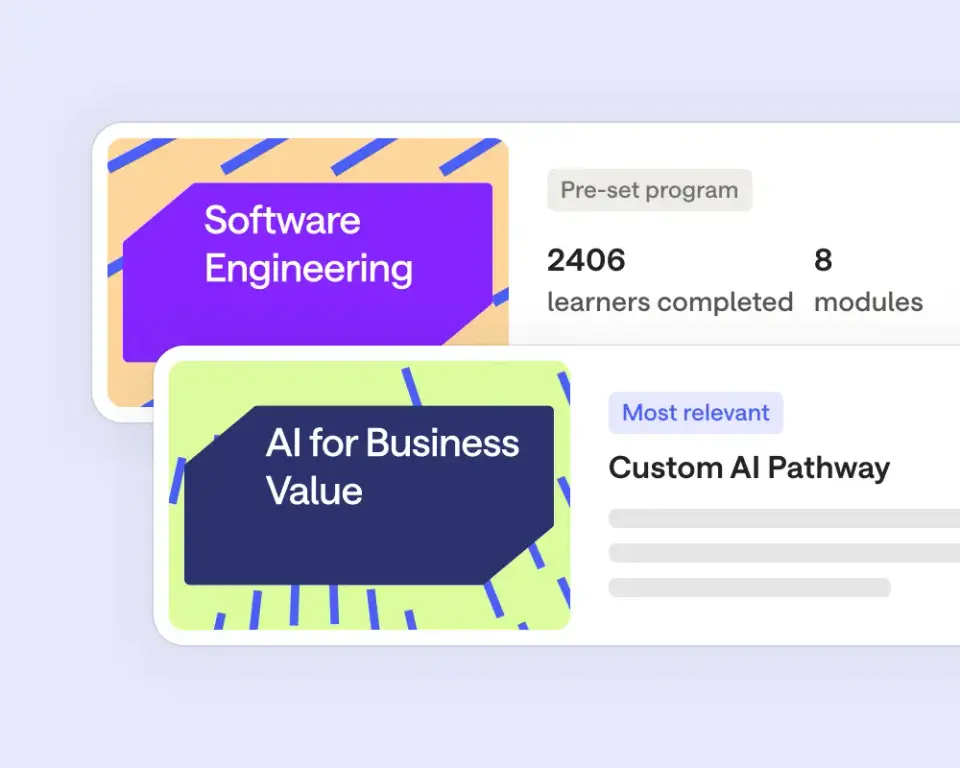 Software
Engineering
Pre-set program
2406
learners completed
8
modules
AI for Business
Value
Most relevant
Custom AI Pathway